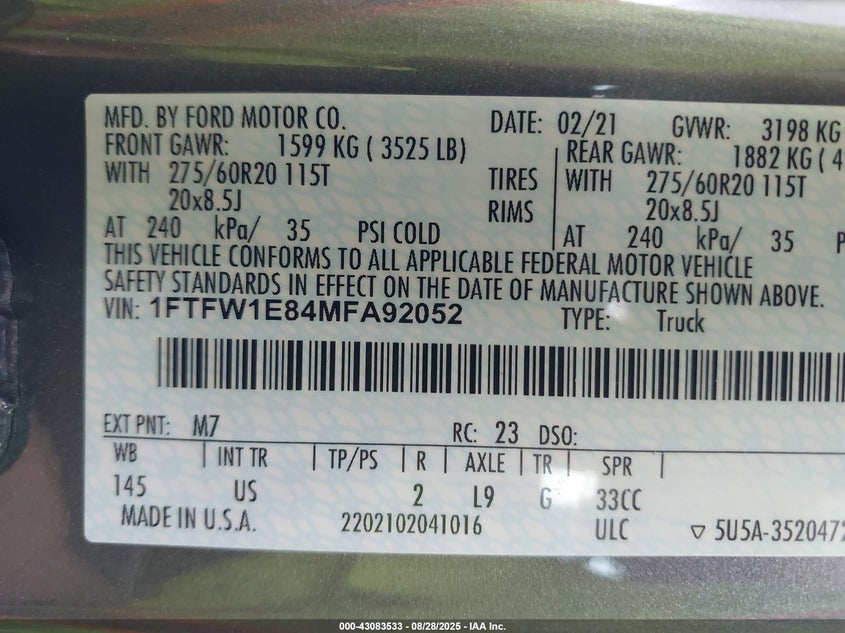 MFD. BY FORD MOTOR CO. DATE: 02/21 GVWR: 3198 KG
FRONT GAWR: 1599 KG ( 3525 LB) REAR GAWR: 1882 KG ( 4
WITH 275/60R20 115T TIRES WITH 275/60R20 115T
20x8.5J RIMS 20x8.5J
AT 240 kPa/ 35 PSI COLD AT 240 kPa/ 35 P
THIS VEHICLE CONFORMS TO ALL APPLICABLE FEDERAL MOTOR VEHICLE
SAFETY STANDARDS IN EFFECT ON THE DATE OF MANUFACTURE SHOWN ABOVE.
VIN: 1FTFW1E84MFA92052 TYPE: Truck
EXT PNT: M7 RC: 23 DSO:
WB INT TR TP/PS R AXLE TR SPR
145 US 2 L9 G 33CC
MADE IN U.S.A. 2202102041016 ULC ▽ 5U5A-3520472
000-43083533 - 08/28/2025 - IAA Inc.